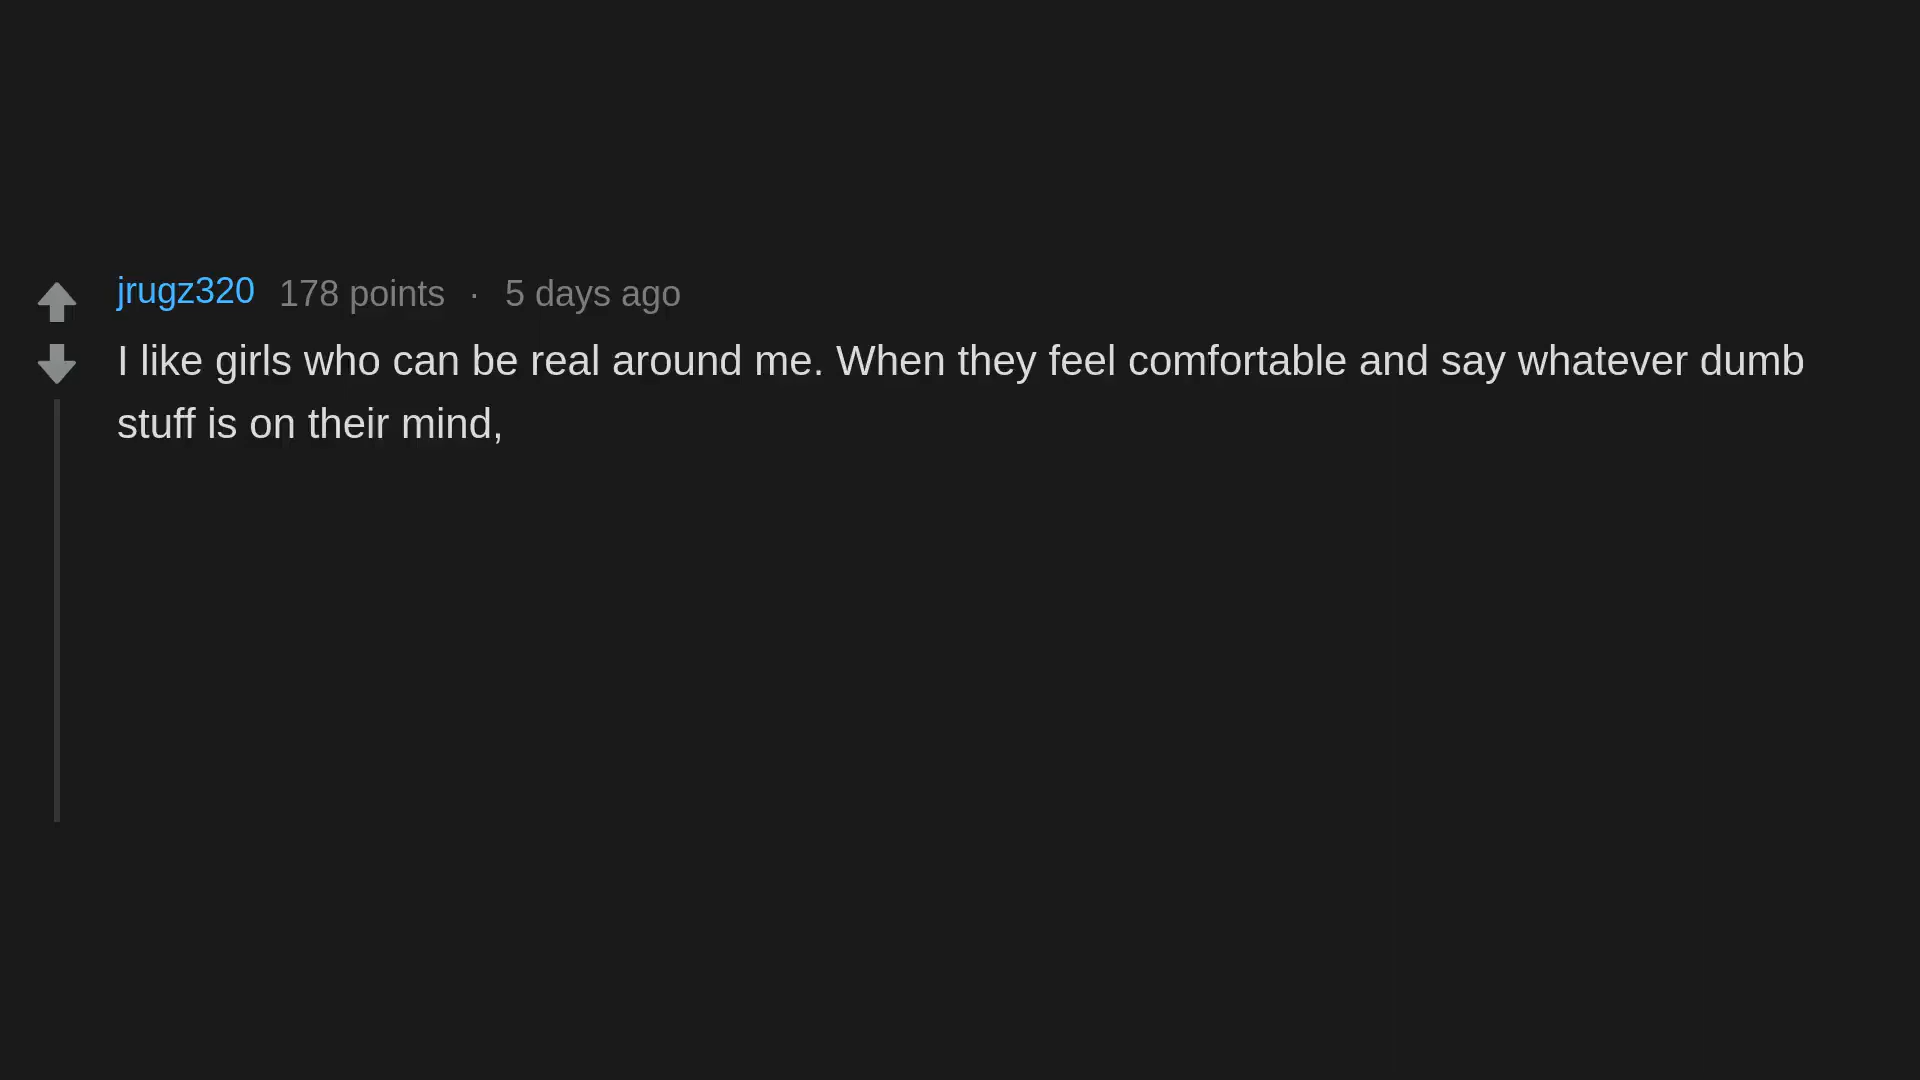 jrugz320 178 points · 5 days ago
I like girls who can be real around me. When they feel comfortable and say whatever dumb
stuff is on their mind,